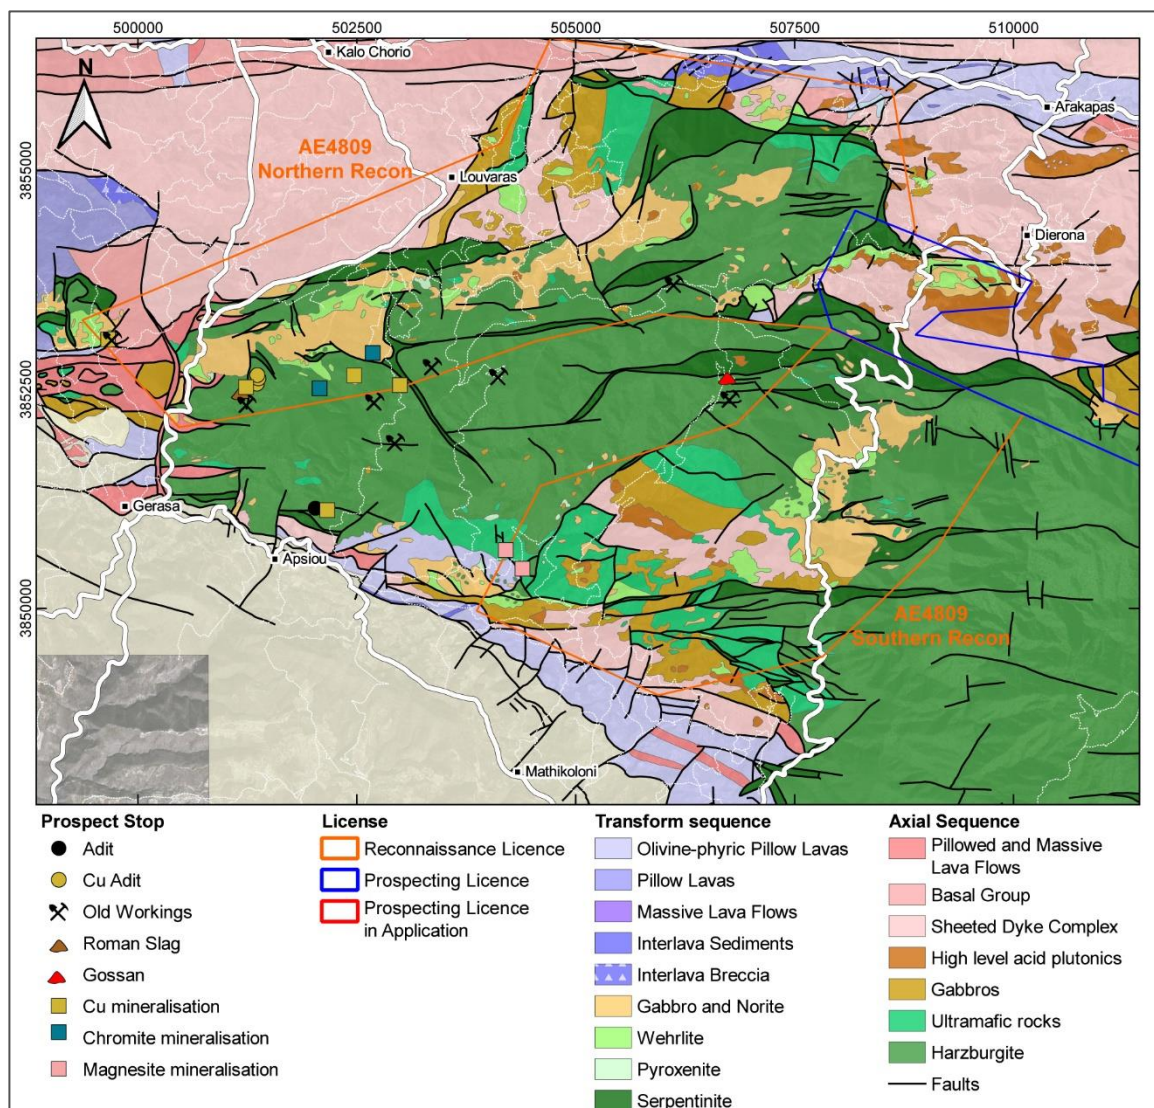 500000 502500 505000 507500 510000
Kalo Chorio
N
Arakapas
AE4809
Northern Recon
3855000
Louvaras
Dierona
3852500
Gerasa
Apsiou
3850000
AE4809
Southern Recon
Mathikoloni
Prospect Stop
Adit
Cu Adit
Old Workings
Roman Slag
Gossan
Cu mineralisation
Chromite mineralisation
Magnesite mineralisation
License
Reconnaissance Licence
Prospecting Licence
Prospecting Licence
in Application
Transform sequence
Olivine-phyric Pillow Lavas
Pillow Lavas
Massive Lava Flows
Interlava Sediments
Interlava Breccia
Gabbro and Norite
Wehrlite
Pyroxenite
Serpentinite
Axial Sequence
Pillowed and Massive
Lava Flows
Basal Group
Sheeted Dyke Complex
High level acid plutonics
Gabbros
Ultramafic rocks
Harzburgite
Faults